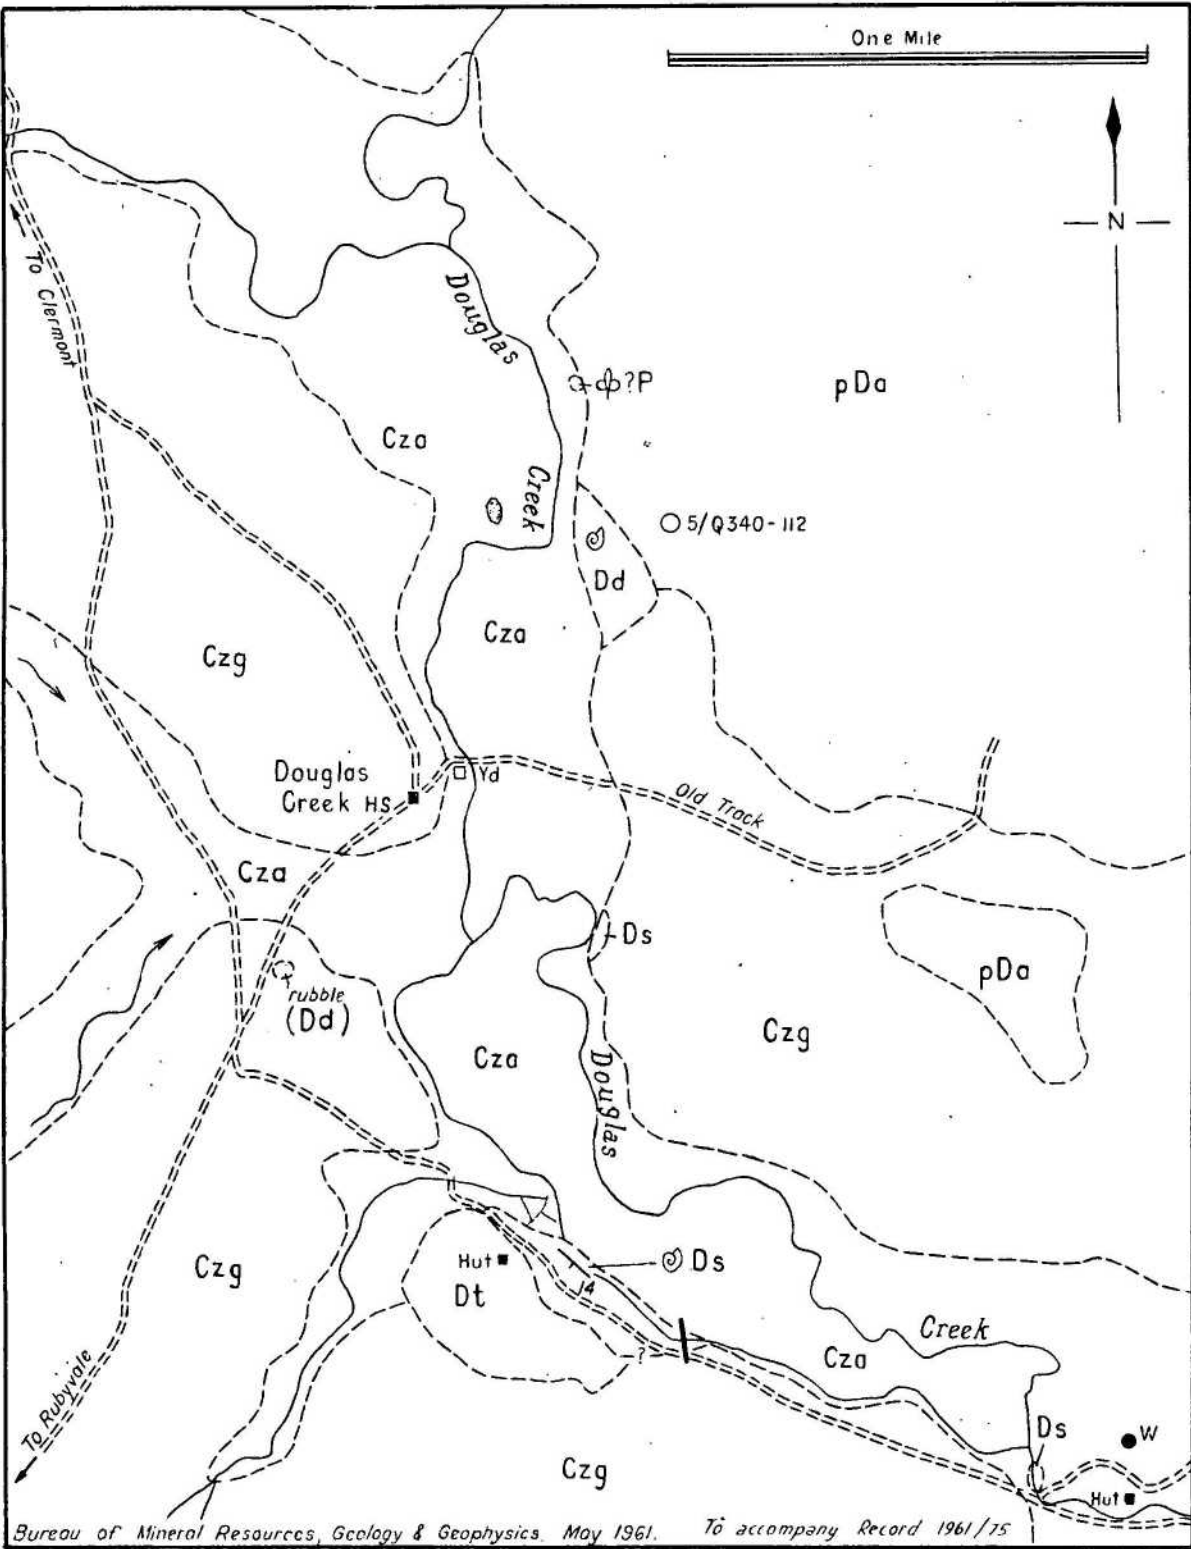 One Mile
N
To Clermont
Douglas
Creek
?P
pDa
Cza
5/Q340-112
Dd
Cza
Czg
Douglas
Creek HS
Yd
Old Track
Cza
Ds
pDa
rubble
(Dd)
Czg
Cza
Douglas
Czg
Hut
Dt
Ds
4
?
Creek
Cza
To Rubyvale
Czg
Ds
W
Hut
Bureau of Mineral Resources, Geology & Geophysics. May 1961. To accompany Record 1961/75